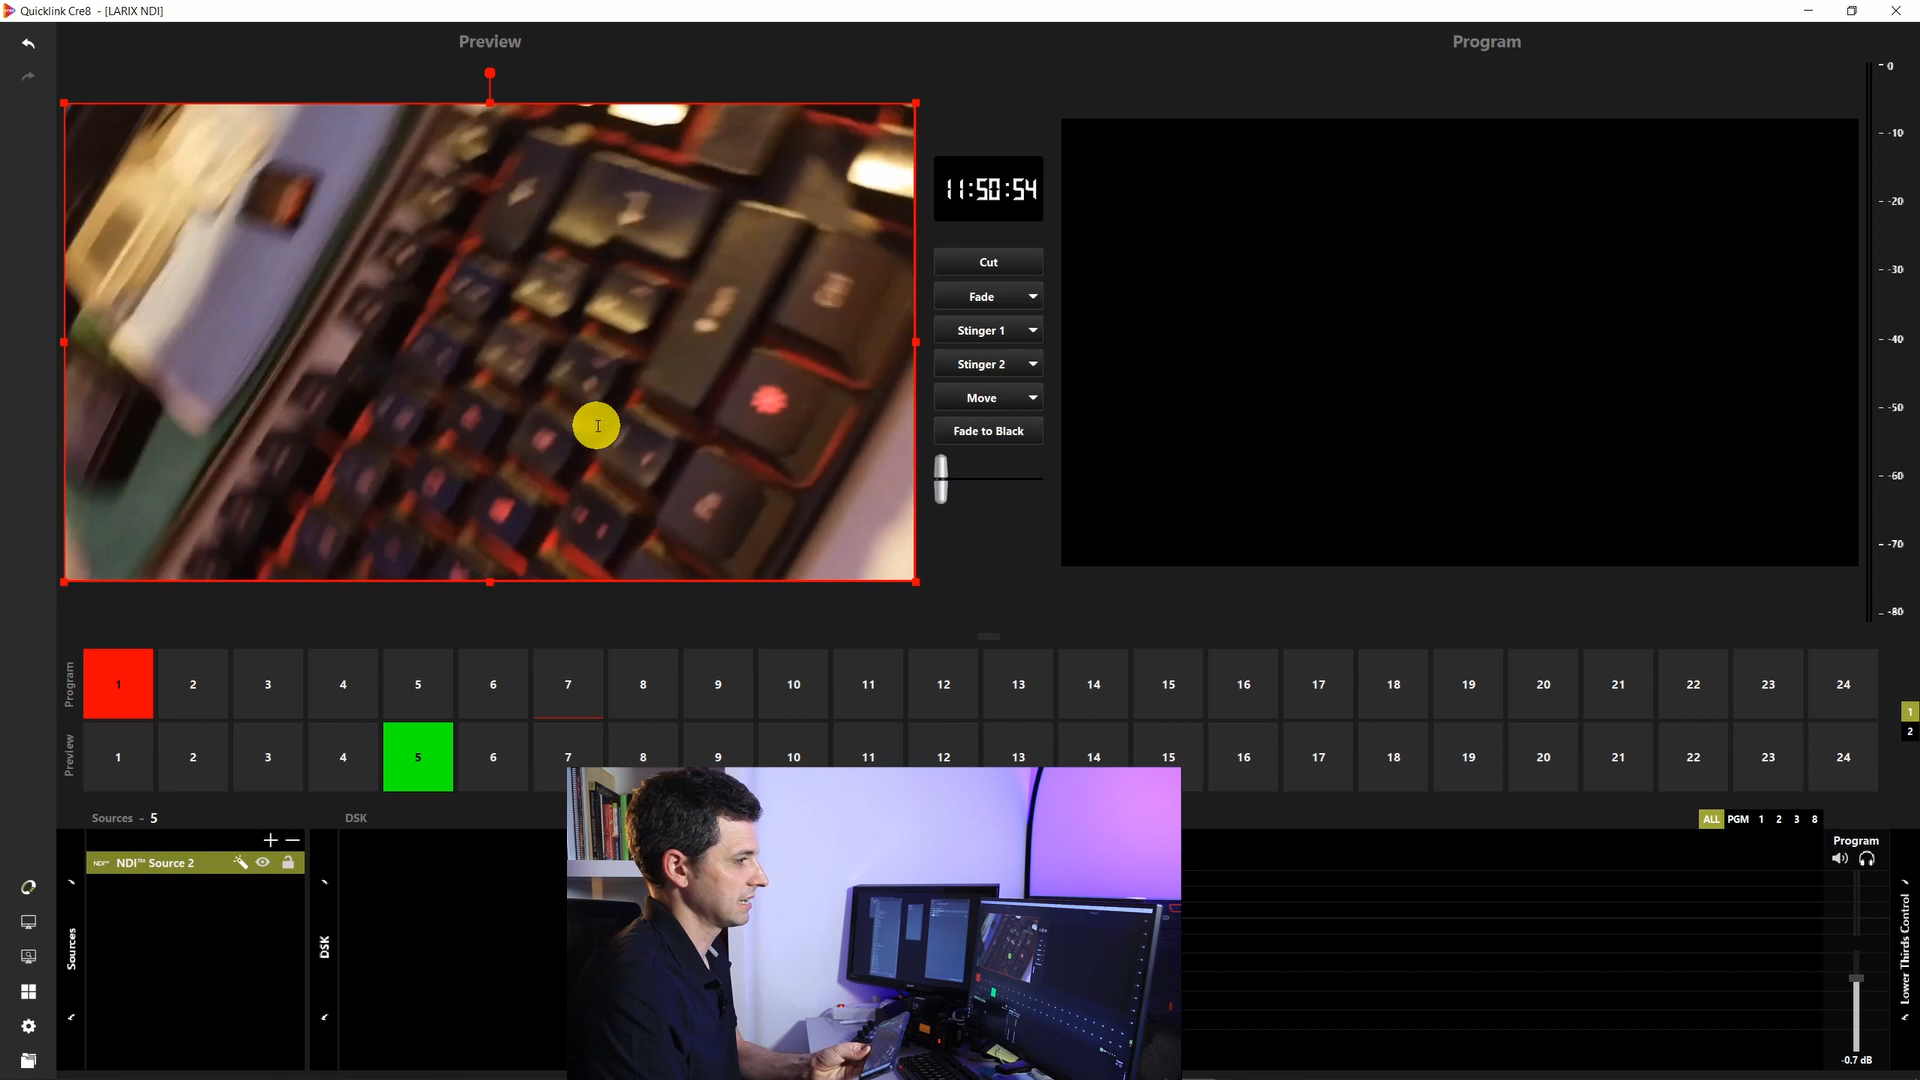 Quicklink Cre8 - [LARIX NDI]
Preview
Program
11:50:54
Cut
Fade
Stinger 1
Stinger 2
Move
Fade to Black
0
-10
-20
-30
-40
-50
-60
-70
-80
Program
1 2 3 4 5 6 7 8 9 10 11 12 13 14 15 16 17 18 19 20 21 22 23 24
Preview
1 2 3 4 5 6 7 8 9 10 11 12 13 14 15 16 17 18 19 20 21 22 23 24
1
2
Sources - 5
DSK
ALL PGM 1 2 3 8
NDI™ NDI™ Source 2
Program
Sources
DSK
Lower Thirds Control
-0.7 dB